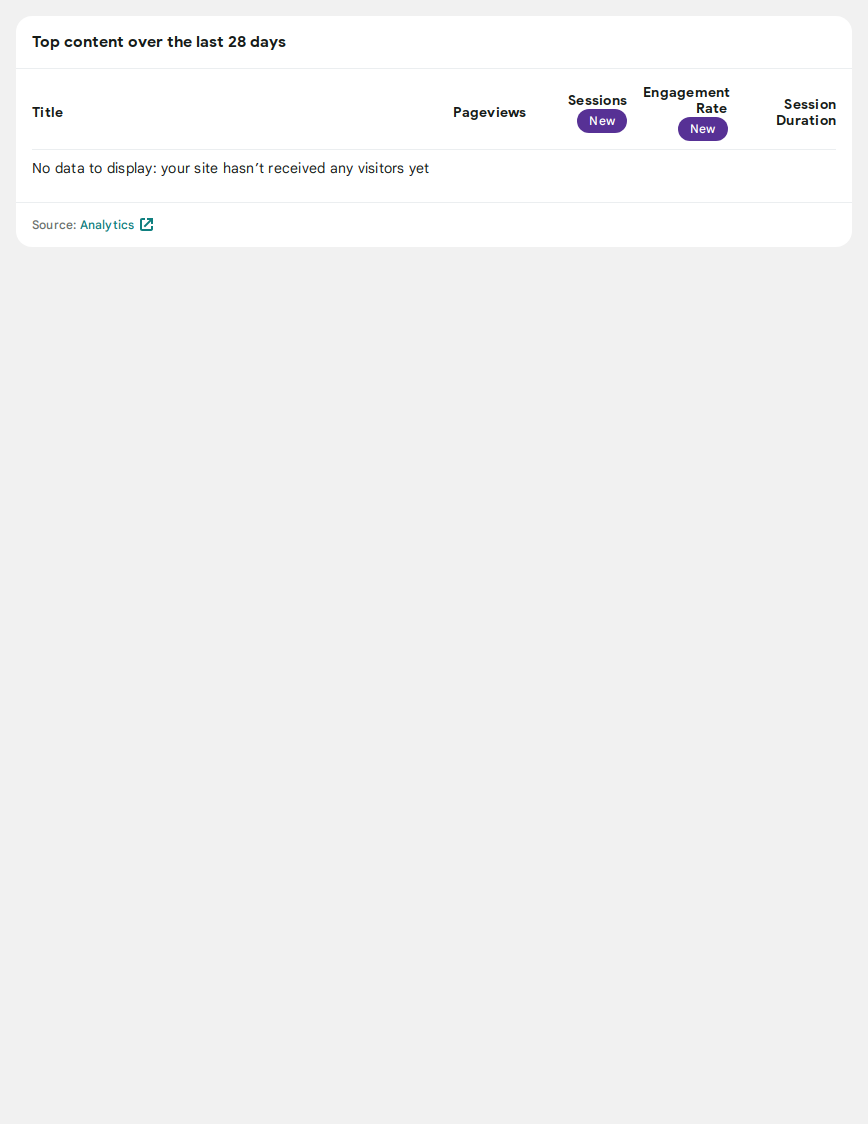 Top content over the last 28 days
Title
Pageviews
Sessions
New
Engagement
Rate
New
Session
Duration
No data to display: your site hasn’t received any visitors yet
Source: Analytics